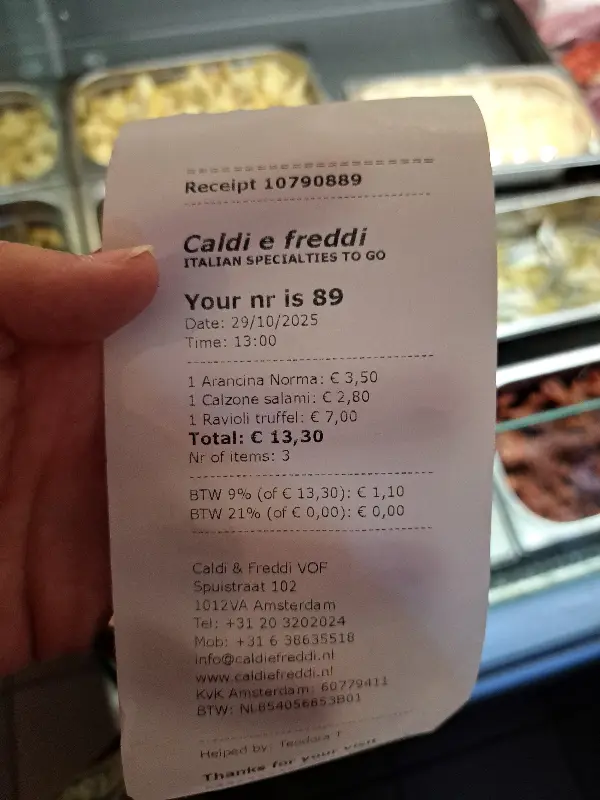 Receipt 10790889
Caldi e freddi
ITALIAN SPECIALTIES TO GO
Your nr is 89
Date: 29/10/2025
Time: 13:00
1 Arancina Norma: € 3,50
1 Calzone salami: € 2,80
1 Ravioli truffel: € 7,00
Total: € 13,30
Nr of items: 3
BTW 9% (of € 13,30): € 1,10
BTW 21% (of € 0,00): € 0,00
Caldi & Freddi VOF
Spuistraat 102
1012VA Amsterdam
Tel: +31 20 3202024
Mob: +31 6 38635518
info@caldiefreddi.nl
www.caldiefreddi.nl
KvK Amsterdam: 60779411
BTW: NL854056853B01
Helped by: Teodora T
Thanks for your visit